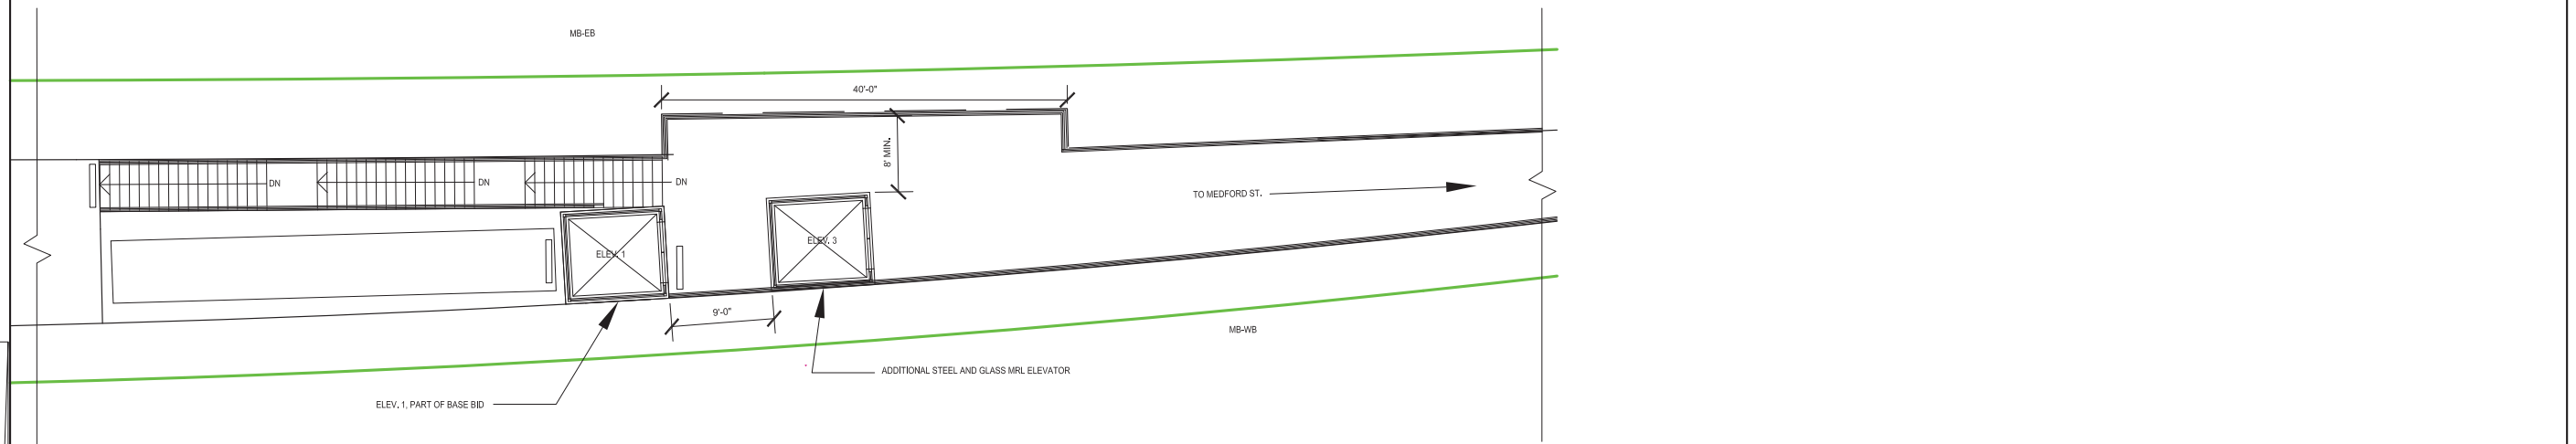 MB-EB
40'-0"
8' MIN.
DN
DN
DN
TO MEDFORD ST.
ELEV. 3
ELEV. 1
9'-0"
MB-WB
ADDITIONAL STEEL AND GLASS MRL ELEVATOR
ELEV. 1, PART OF BASE BID